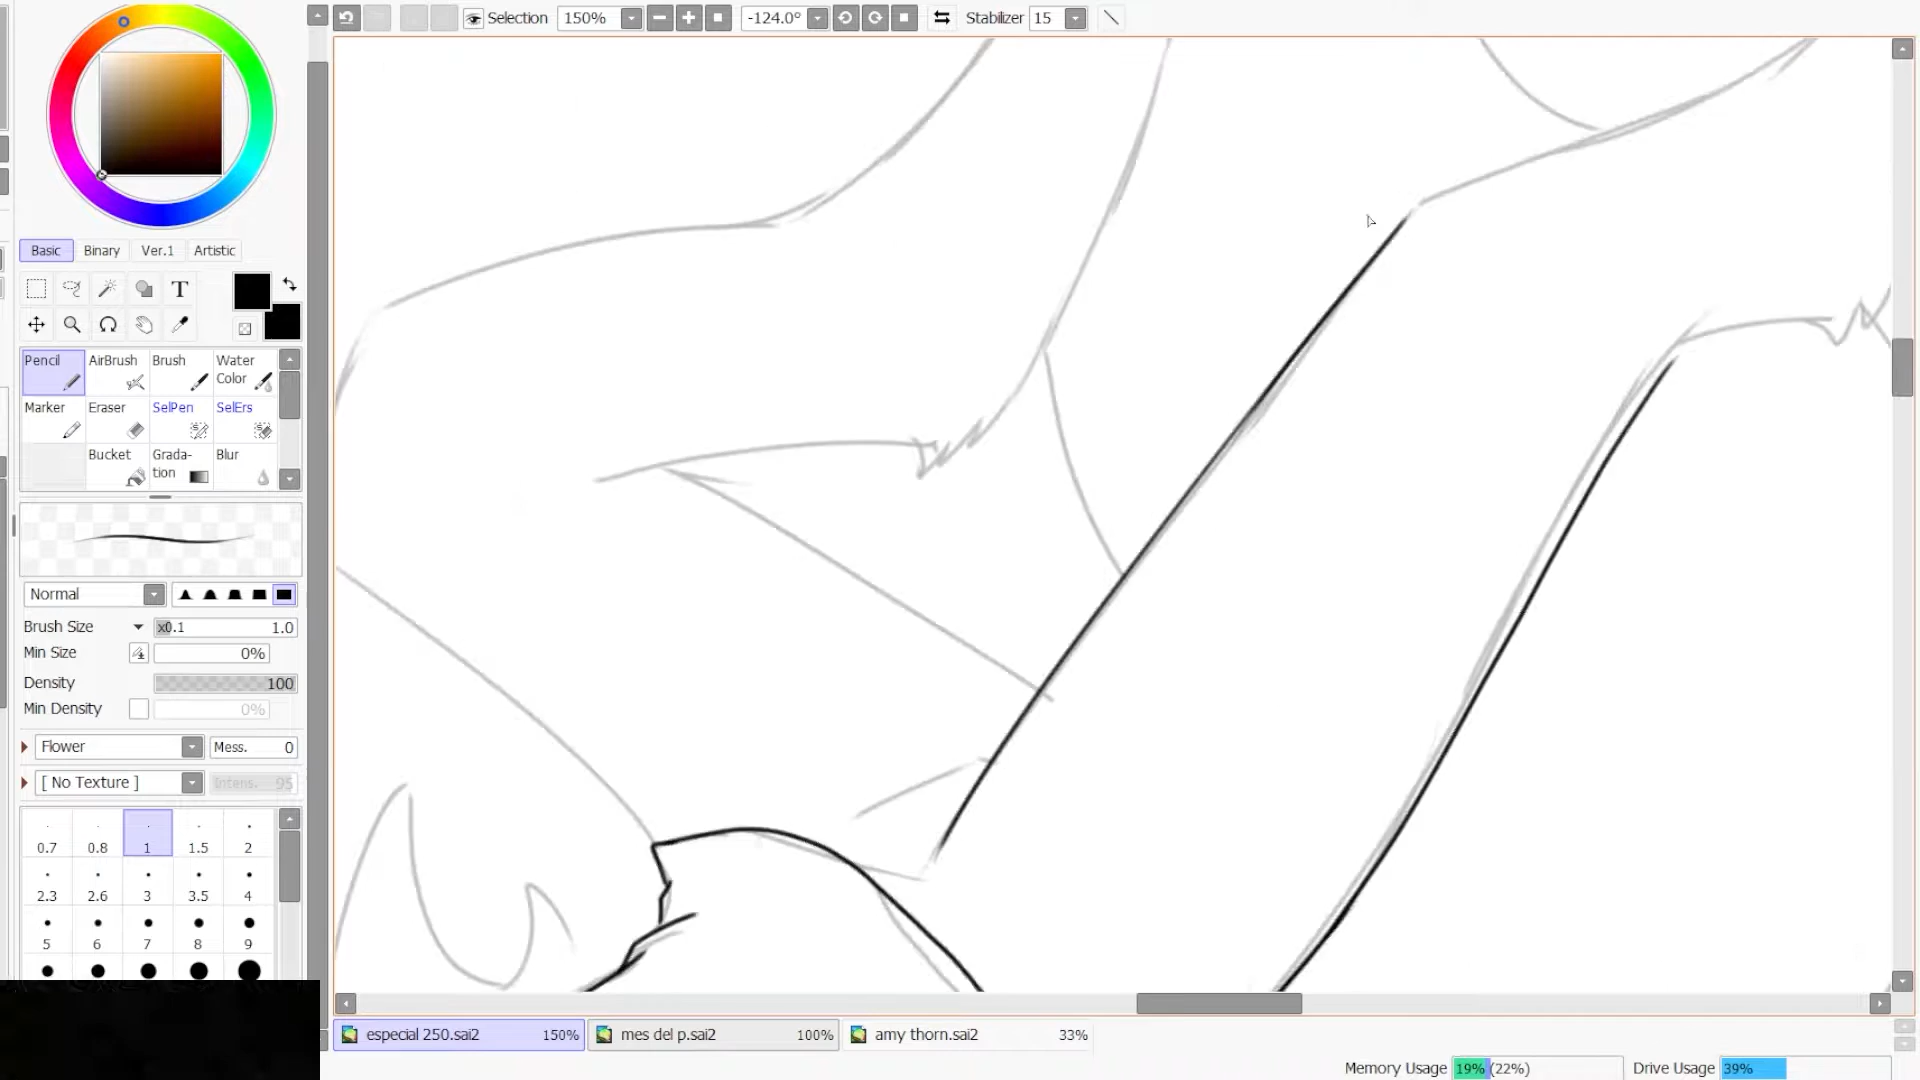 Selection 150% -124.0° Stabilizer 15
Basic Binary Ver.1 Artistic
T
Pencil AirBrush Brush Water Color
Marker Eraser SelPen SelErs
Bucket Grada-tion Blur
Normal
Brush Size x0.1 1.0
Min Size 0%
Density 100
Min Density 0%
Flower Mess. 0
[ No Texture ] Intens. 95
0.7 0.8 1 1.5 2
2.3 2.6 3 3.5 4
5 6 7 8 9
especial 250.sai2 150% mes del p.sai2 100% amy thorn.sai2 33%
Memory Usage 19% (22%) Drive Usage 39%